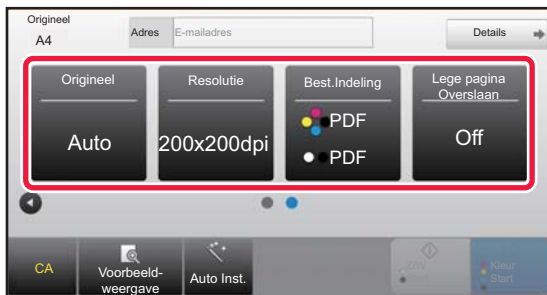 Origineel
A4
Adres
E-mailadres
Details
Origineel
Auto
Resolutie
200x200dpi
Best.Indeling
PDF
PDF
Lege pagina
Overslaan
Off
CA
Voorbeeld-
weergave
Auto Inst.
Z/W
Start
Kleur
Start